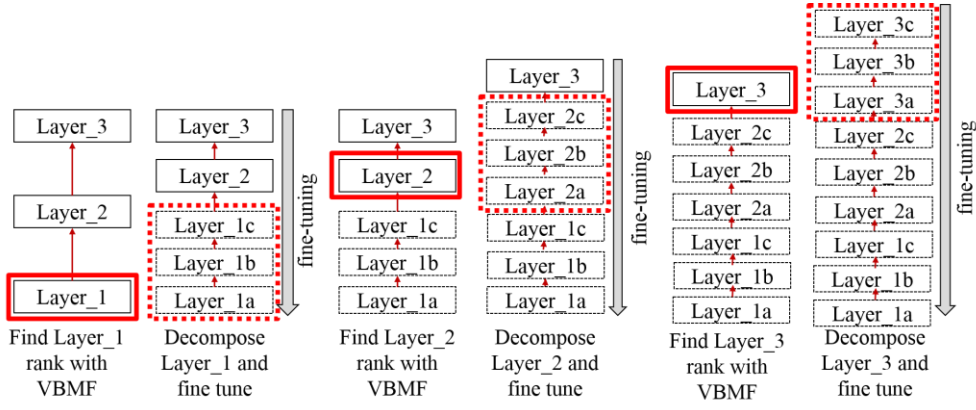 Layer_3
Layer_2
Layer_1
Find Layer_1
rank with
VBMF
Layer_3
Layer_2
Layer_1c
Layer_1b
Layer_1a
fine-tuning
Decompose
Layer_1 and
fine tune
Layer_3
Layer_2
Layer_1c
Layer_1b
Layer_1a
Find Layer_2
rank with
VBMF
Layer_3
Layer_2c
Layer_2b
Layer_2a
Layer_1c
Layer_1b
Layer_1a
fine-tuning
Decompose
Layer_2 and
fine tune
Layer_3
Layer_2c
Layer_2b
Layer_2a
Layer_1c
Layer_1b
Layer_1a
Find Layer_3
rank with
VBMF
Layer_3c
Layer_3b
Layer_3a
Layer_2c
Layer_2b
Layer_2a
Layer_1c
Layer_1b
Layer_1a
fine-tuning
Decompose
Layer_3 and
fine tune